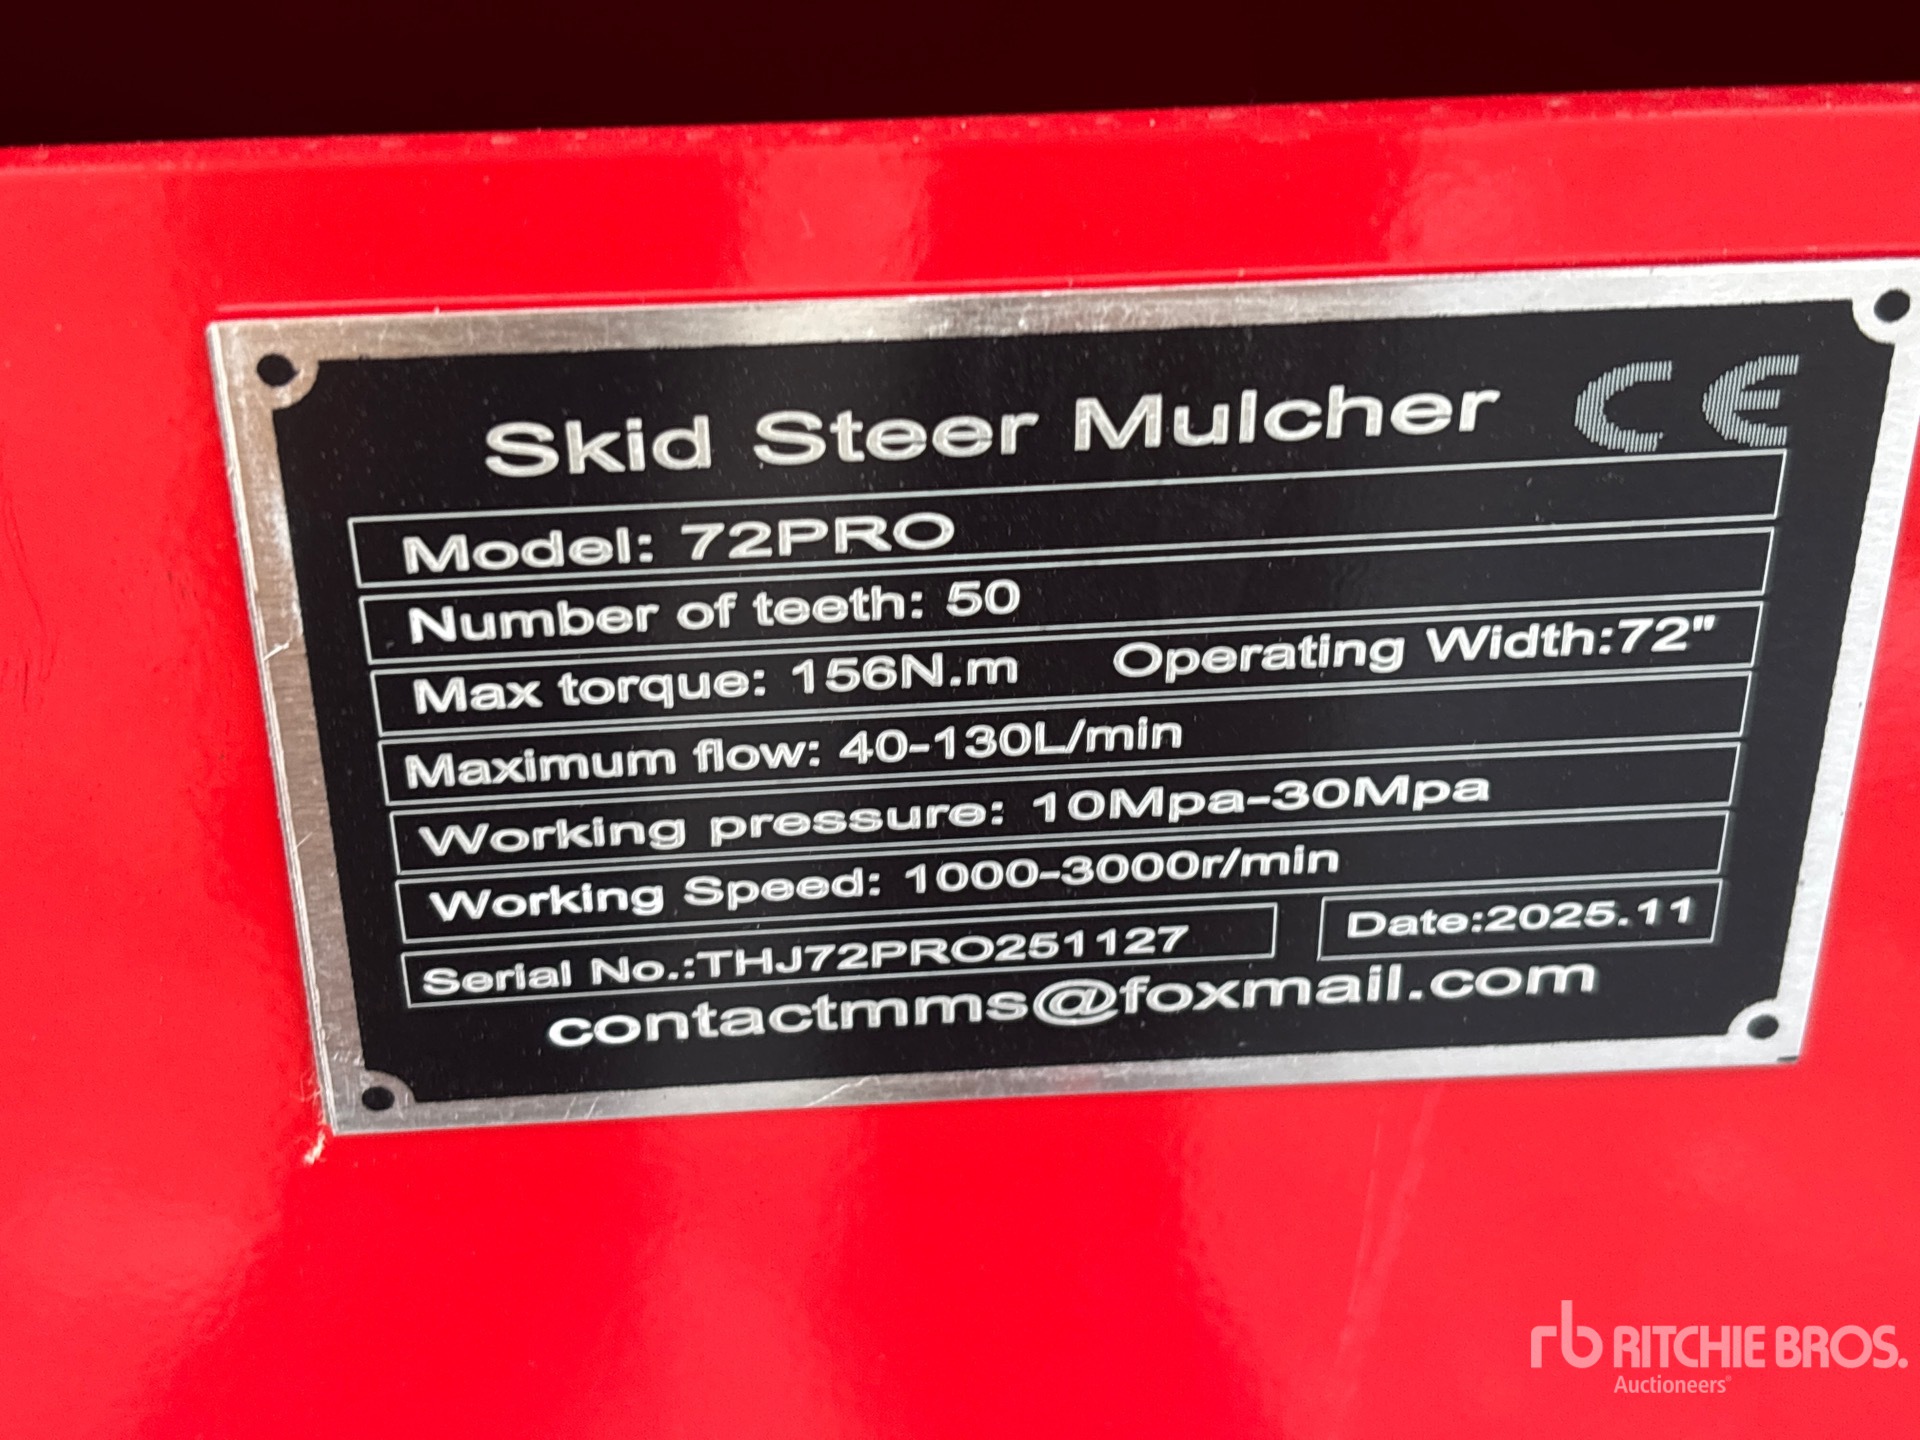 Skid Steer Mulcher CE
Model: 72PRO
Number of teeth: 50
Max torque: 156N.m Operating Width:72"
Maximum flow: 40-130L/min
Working pressure: 10Mpa-30Mpa
Working Speed: 1000-3000r/min
Serial No.:THJ72PRO251127 Date:2025.11
contactmms@foxmail.com
rb RITCHIE BROS.
Auctioneers®